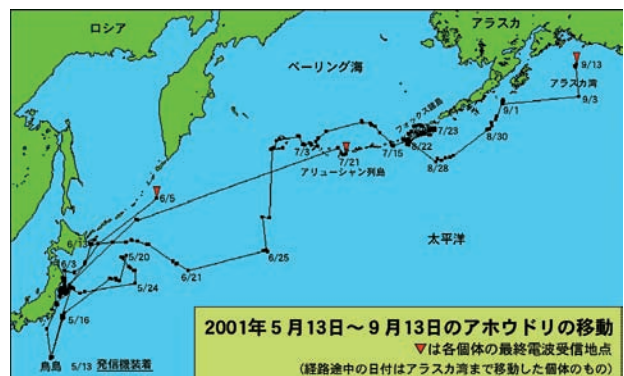 ロシア
アラスカ
ベーリング海
9/13
アラスカ湾
9/3
9/1
フォックス諸島
7/23
8/30
7/3
7/15
8/22
7/21
8/28
アリューシャン列島
6/5
太平洋
6/13
5/20
6/3
6/21
6/25
5/24
5/16
鳥島 5/13 発信機装着
2001年5月13日～9月13日のアホウドリの移動
▼は各個体の最終電波受信地点
(経路途中の日付はアラスカ湾まで移動した個体のもの)